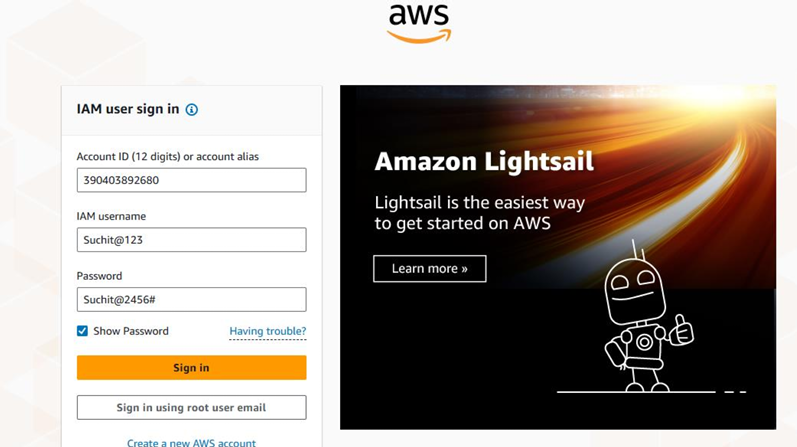 aws
IAM user sign in
Account ID (12 digits) or account alias
390403892680
IAM username
Suchit@123
Password
Suchit@2456#
Show Password
Having trouble?
Sign in
Sign in using root user email
Create a new AWS account
Amazon Lightsail
Lightsail is the easiest way
to get started on AWS
Learn more »